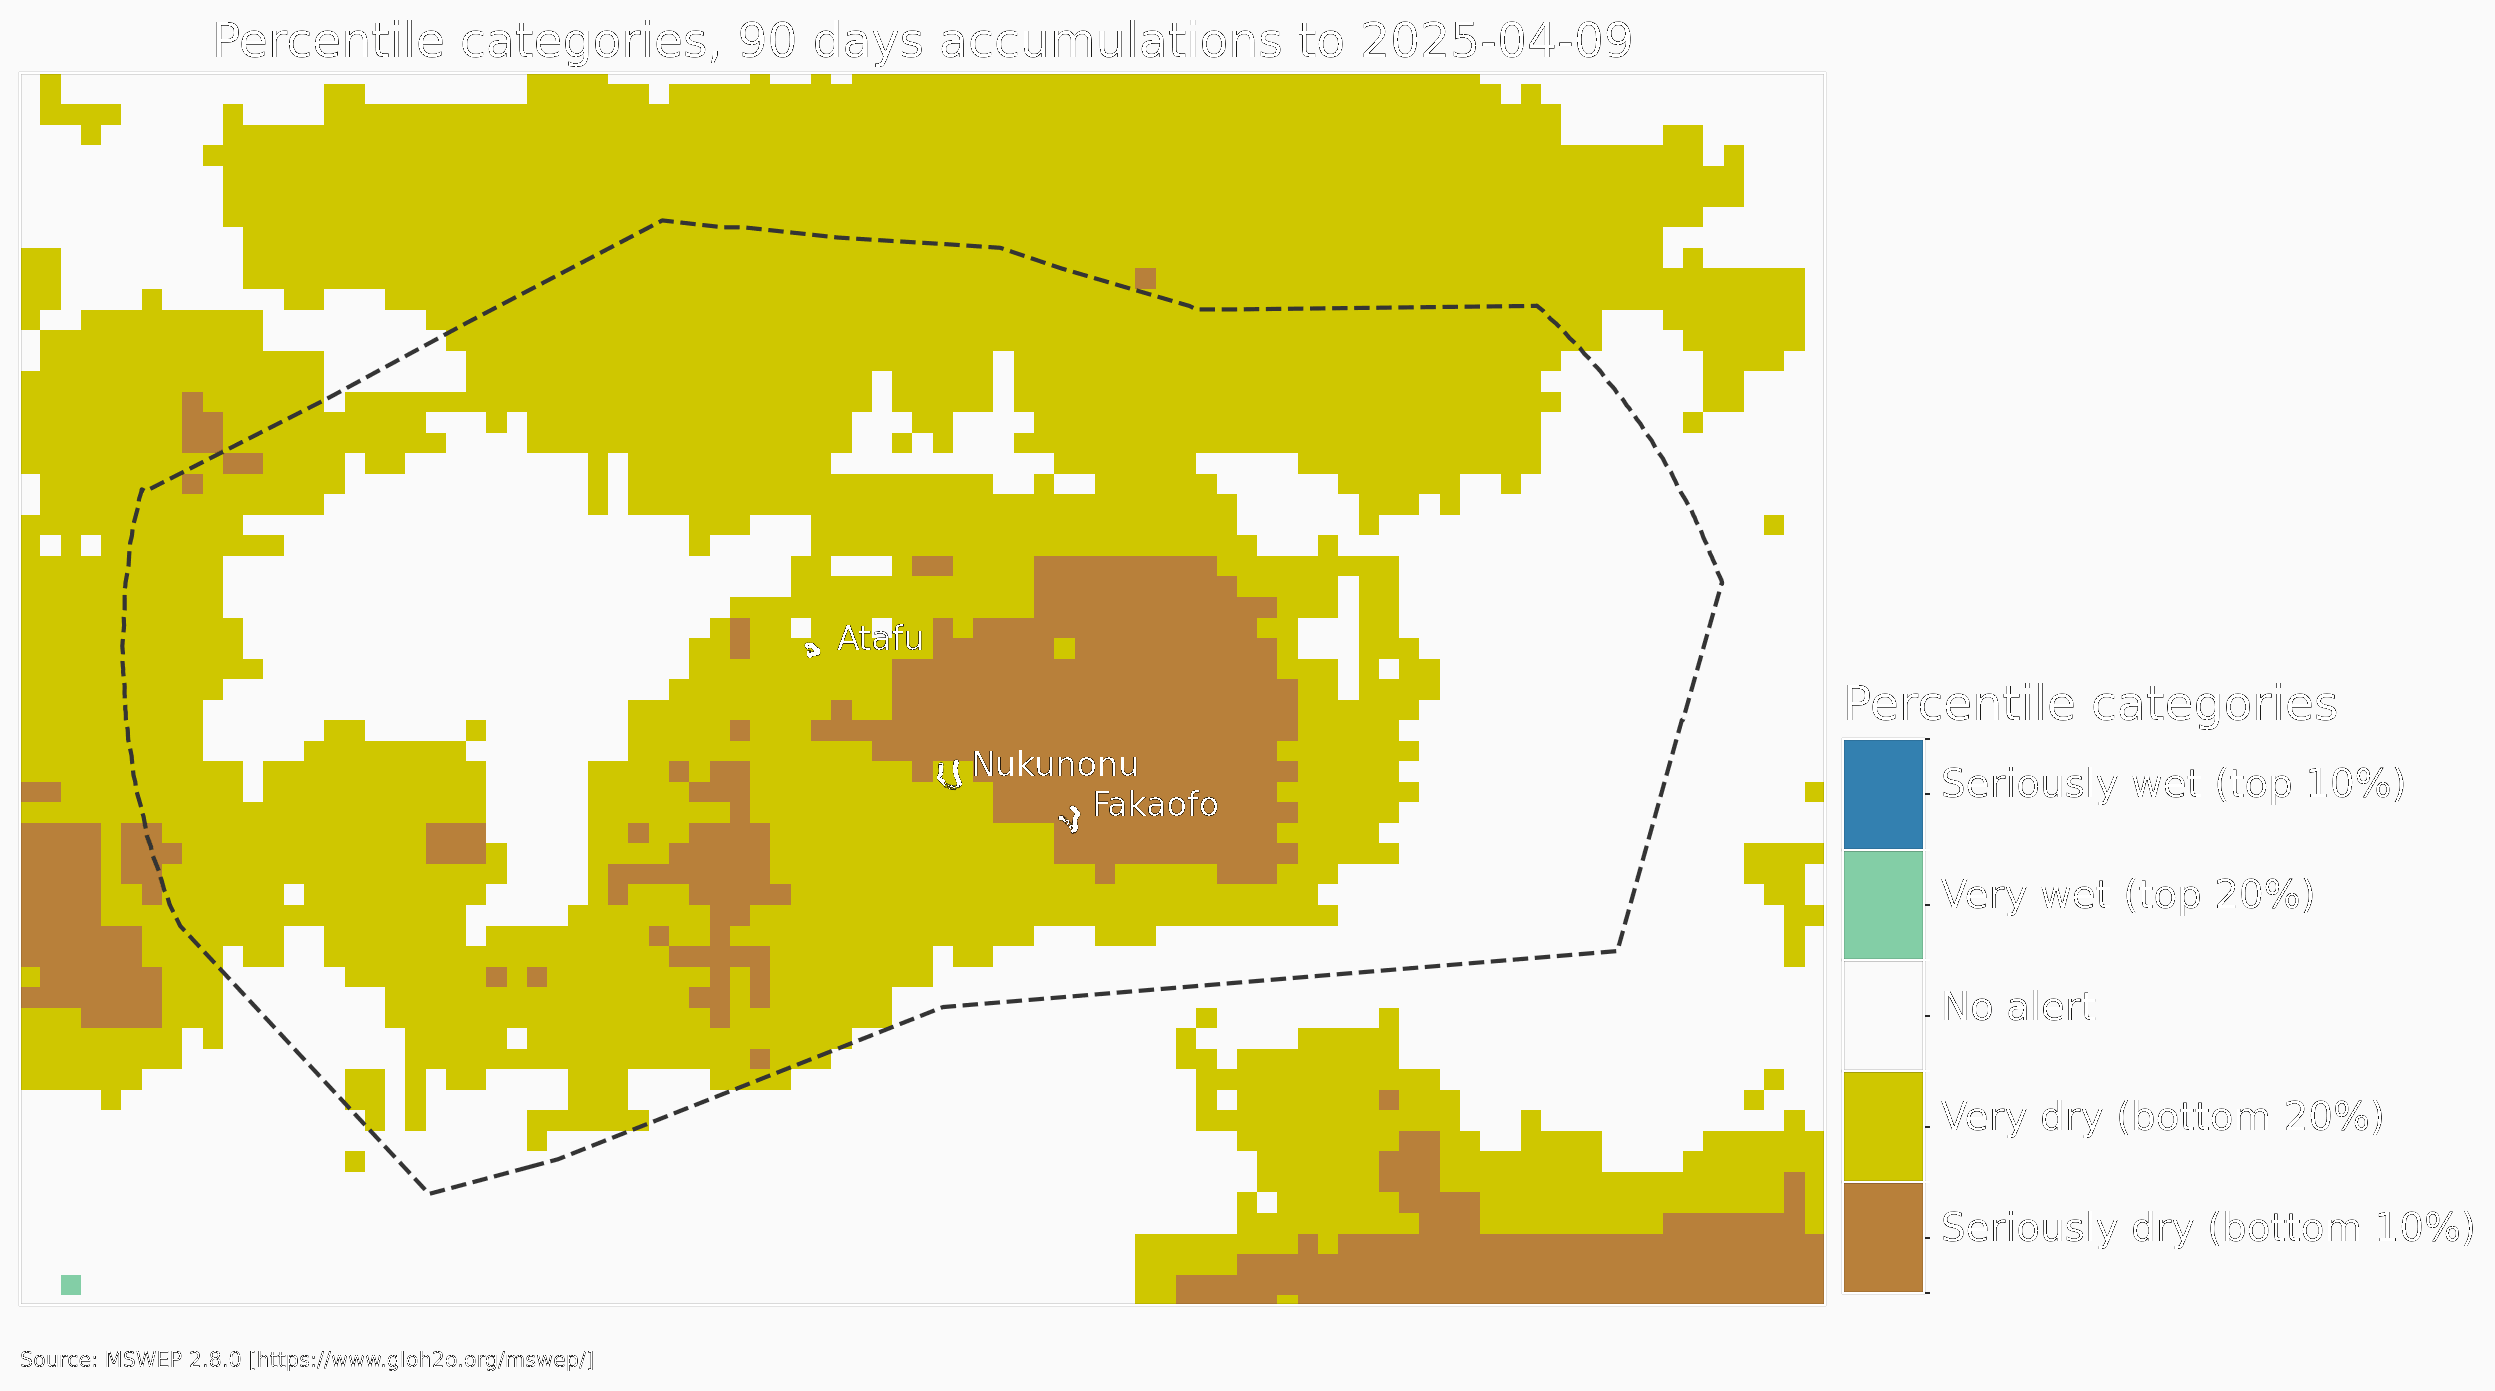 Percentile categories, 90 days accumulations to 2025-04-09
Atafu
Nukunonu
Fakaofo
Percentile categories
Seriously wet (top 10%)
Very wet (top 20%)
No alert
Very dry (bottom 20%)
Seriously dry (bottom 10%)
Source: MSWEP 2.8.0 [https://www.gloh2o.org/mswep/]